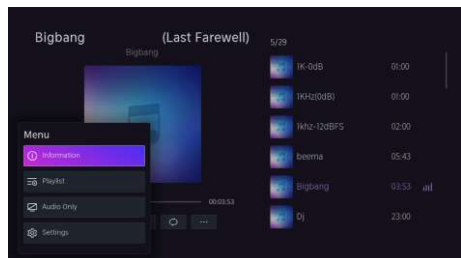 Bigbang (Last Farewell)
Bigbang
5/29
1K-0dB 01:00
1KHz(0dB) 01:00
1khz-12dBFS 02:00
beema 05:43
Bigbang 03:53
Dj 23:00
00:03:53
Menu
Information
Playlist
Audio Only
Settings